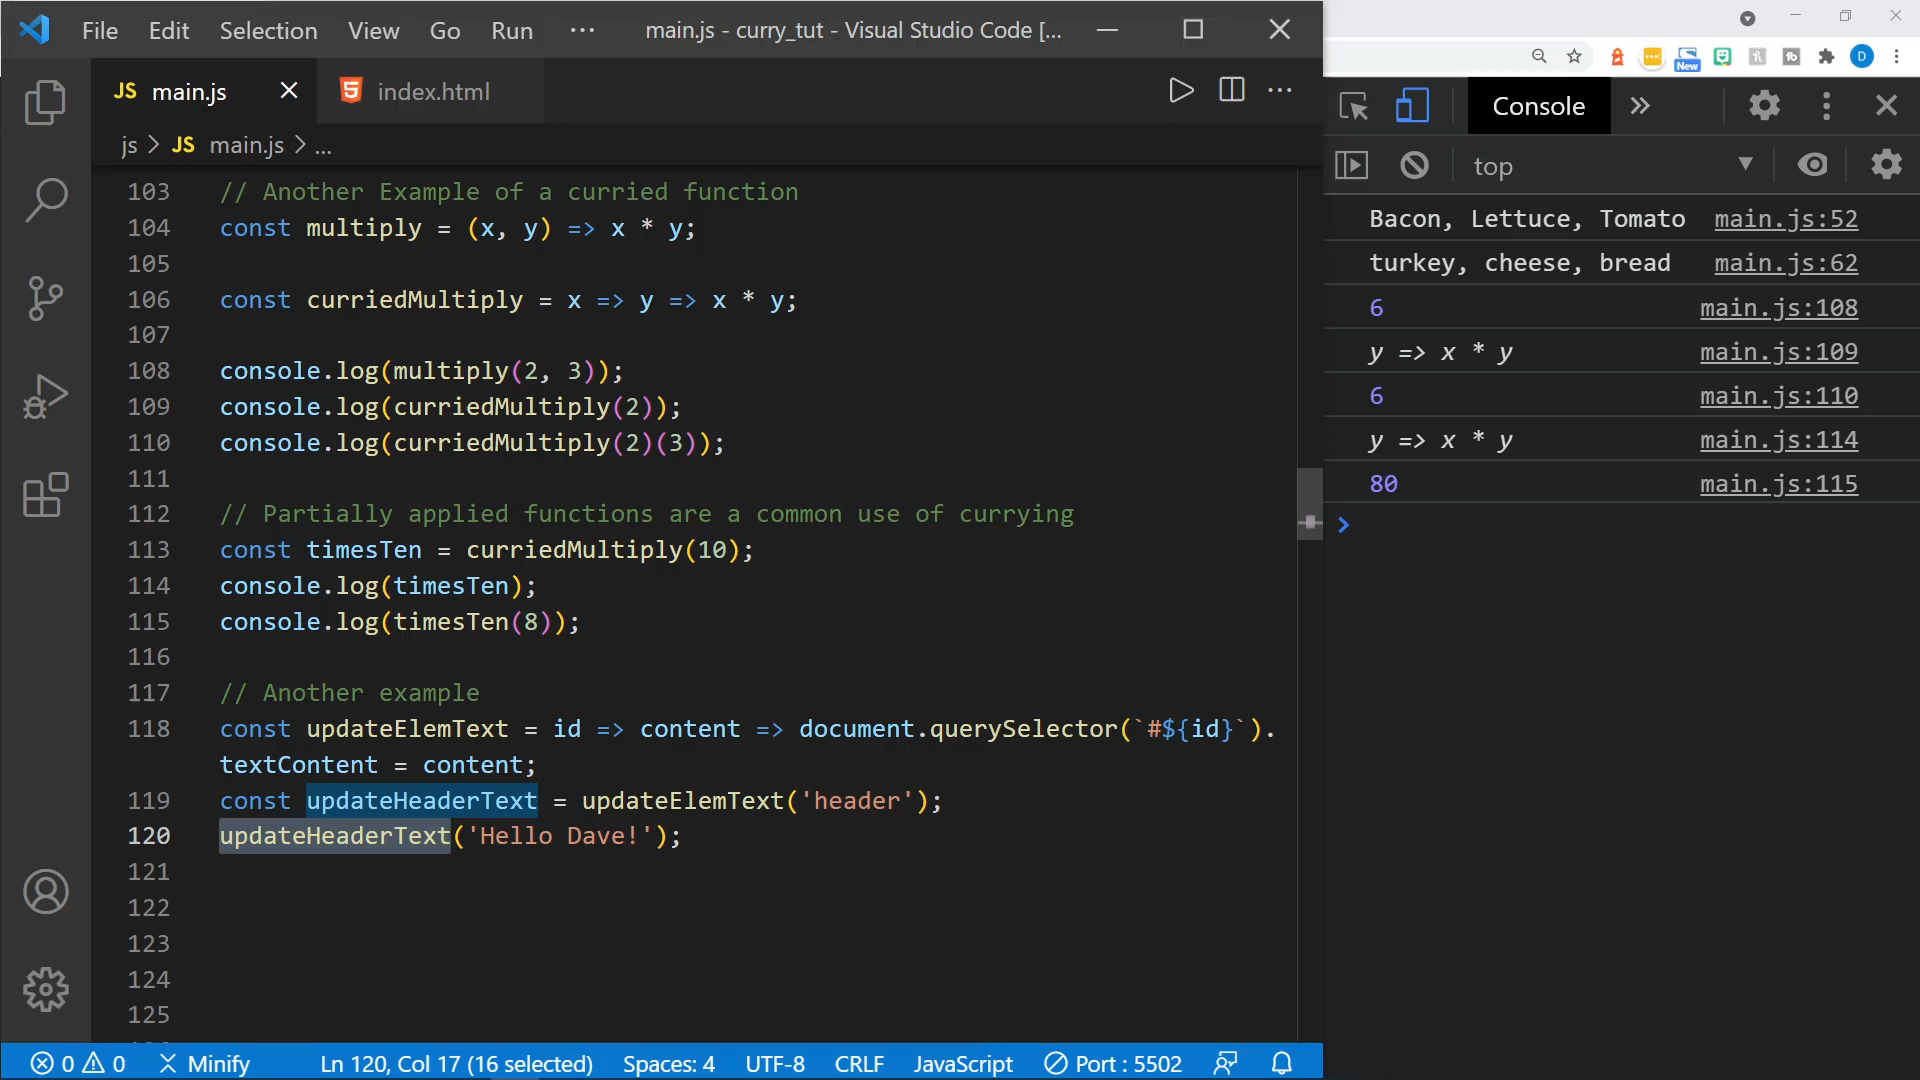 File Edit Selection View Go Run ··· main.js - curry_tut - Visual Studio Code [...
JS main.js index.html
js > JS main.js > ...
103 // Another Example of a curried function
104 const multiply = (x, y) => x * y;
105
106 const curriedMultiply = x => y => x * y;
107
108 console.log(multiply(2, 3));
109 console.log(curriedMultiply(2));
110 console.log(curriedMultiply(2)(3));
111
112 // Partially applied functions are a common use of currying
113 const timesTen = curriedMultiply(10);
114 console.log(timesTen);
115 console.log(timesTen(8));
116
117 // Another example
118 const updateElemText = id => content => document.querySelector(`#${id}`).
textContent = content;
119 const updateHeaderText = updateElemText('header');
120 updateHeaderText('Hello Dave!');
121
122
123
124
125
0 0 Minify Ln 120, Col 17 (16 selected) Spaces: 4 UTF-8 CRLF JavaScript Port : 5502
New D
Console
top
Bacon, Lettuce, Tomato main.js:52
turkey, cheese, bread main.js:62
6 main.js:108
y => x * y main.js:109
6 main.js:110
y => x * y main.js:114
80 main.js:115
>